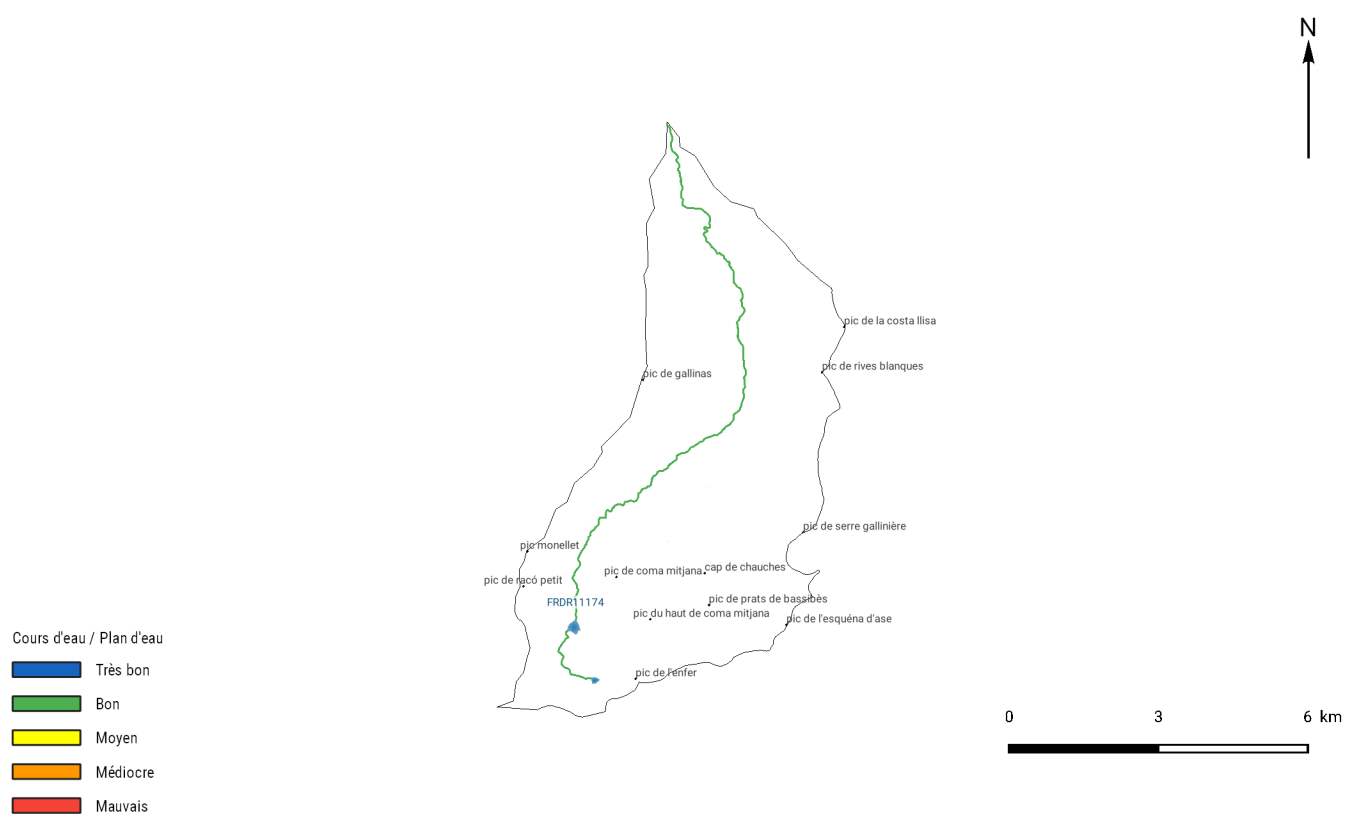 N
pic de la costa llisa
pic de rives blanques
pic de gallinas
pic de serre gallinière
pic monellet
cap de chauches
pic de coma mitjana
pic de racó petit
pic de prats de bassibès
FRDR11174
pic du haut de coma mitjana
pic de l'esquéna d'ase
pic de l'enfer
Cours d'eau / Plan d'eau
Très bon
Bon
Moyen
Médiocre
Mauvais
0 3 6 km